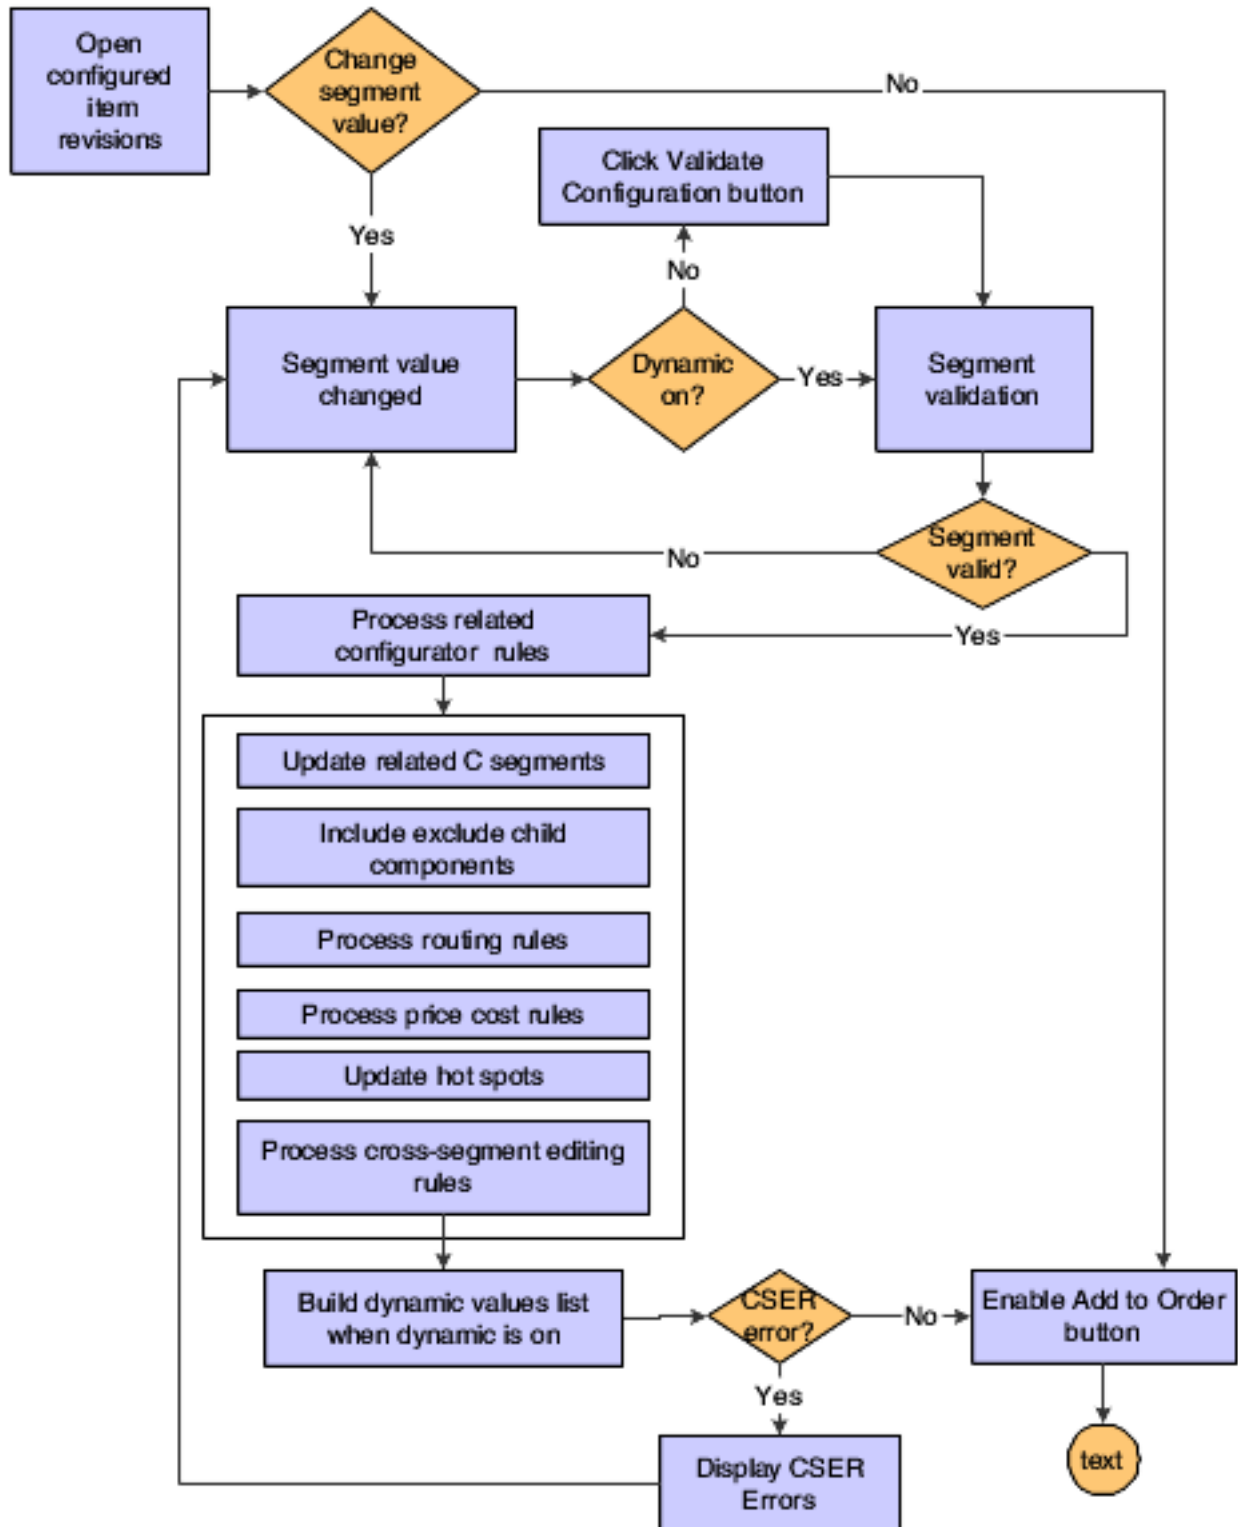 Open
configured
item
revisions
Change
segment
value?
No
Yes
Click Validate
Configuration button
No
Segment value
changed
Dynamic
on?
Yes
Segment
validation
Segment
valid?
No
Yes
Process related
configurator rules
Update related C segments
Include exclude child
components
Process routing rules
Process price cost rules
Update hot spots
Process cross-segment editing
rules
Build dynamic values list
when dynamic is on
CSER
error?
No
Enable Add to Order
button
Yes
Display CSER
Errors
text